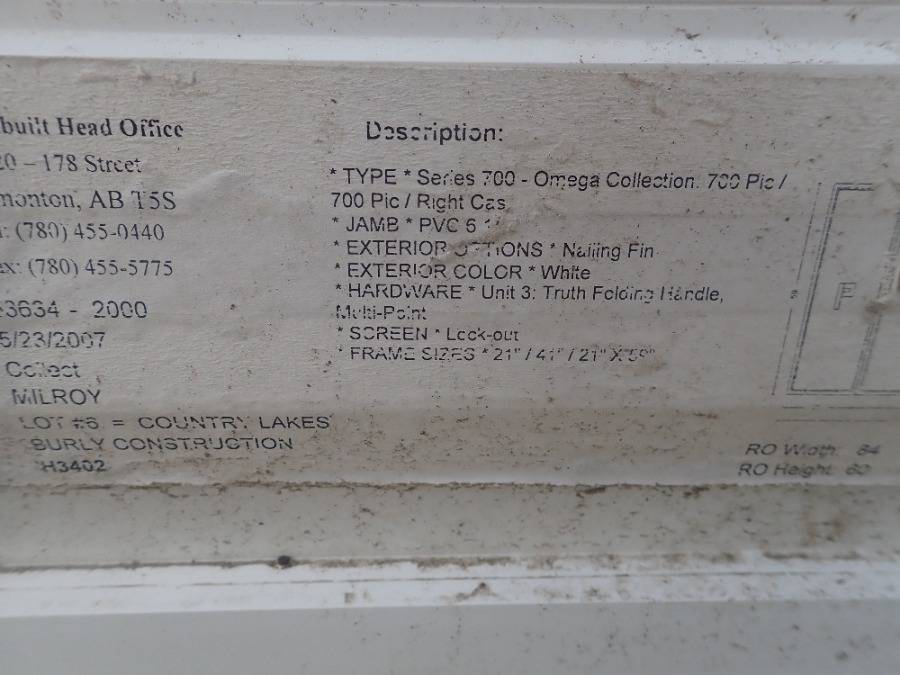 built Head Office
20 – 178 Street
monton, AB T5S
(780) 455-0440
ax: (780) 455-5775
3634 - 2000
5/23/2007
Collect
MILROY
LOT #6 = COUNTRY LAKES
BURLY CONSTRUCTION
H3402
Description:
* TYPE * Series 700 - Omega Collection: 700 Pic /
700 Pic / Right Cas
* JAMB * PVC 6
* EXTERIOR OPTIONS * Nailing Fin
* EXTERIOR COLOR * White
* HARDWARE * Unit 3: Truth Folding Handle,
Multi-Point
* SCREEN * Lock-out
* FRAME SIZES * 21" / 41" / 21" X 59"
F
RO Width: 84
RO Height: 60